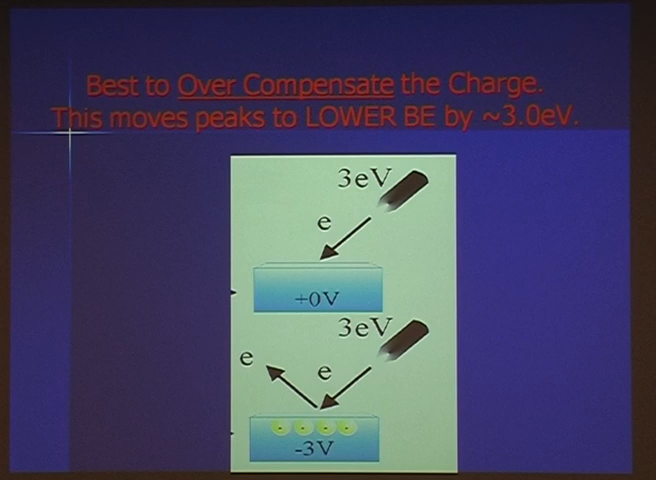 Best to Over Compensate the Charge.
This moves peaks to LOWER BE by ~3.0eV.
3eV
e
+0V
3eV
e
e
-3V